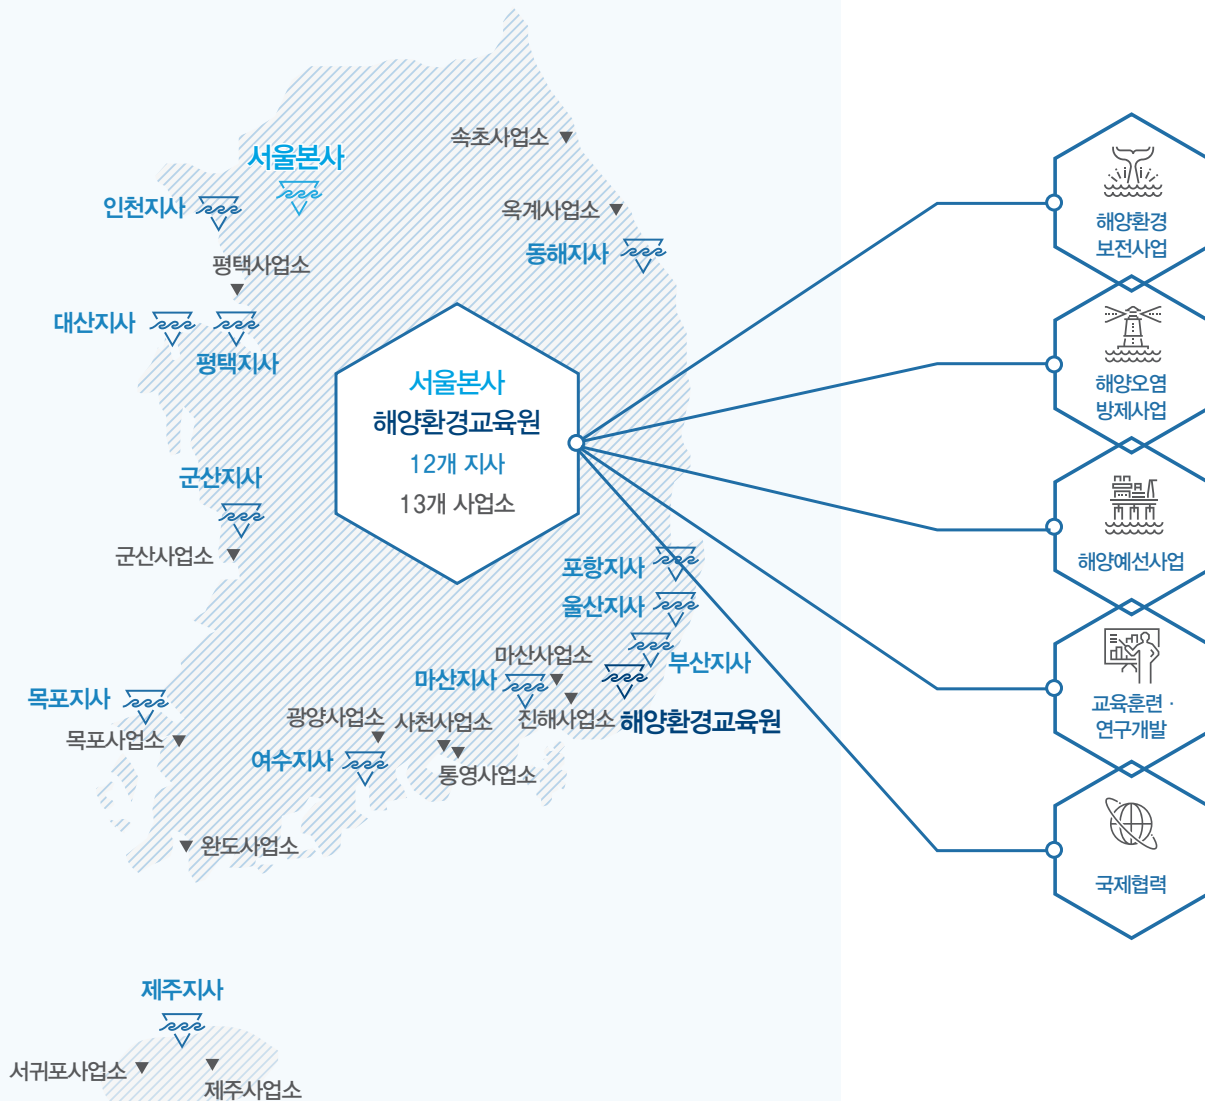 속초사업소
서울본사
인천지사
옥계사업소
동해지사
평택사업소
대산지사
평택지사
서울본사
해양환경교육원
12개 지사
13개 사업소
군산지사
군산사업소
포항지사
울산지사
마산사업소
부산지사
마산지사
목포지사
광양사업소
사천사업소
진해사업소
해양환경교육원
목포사업소
여수지사
통영사업소
완도사업소
제주지사
서귀포사업소
제주사업소
해양환경
보전사업
해양오염
방제사업
해양예선사업
교육훈련 ·
연구개발
국제협력